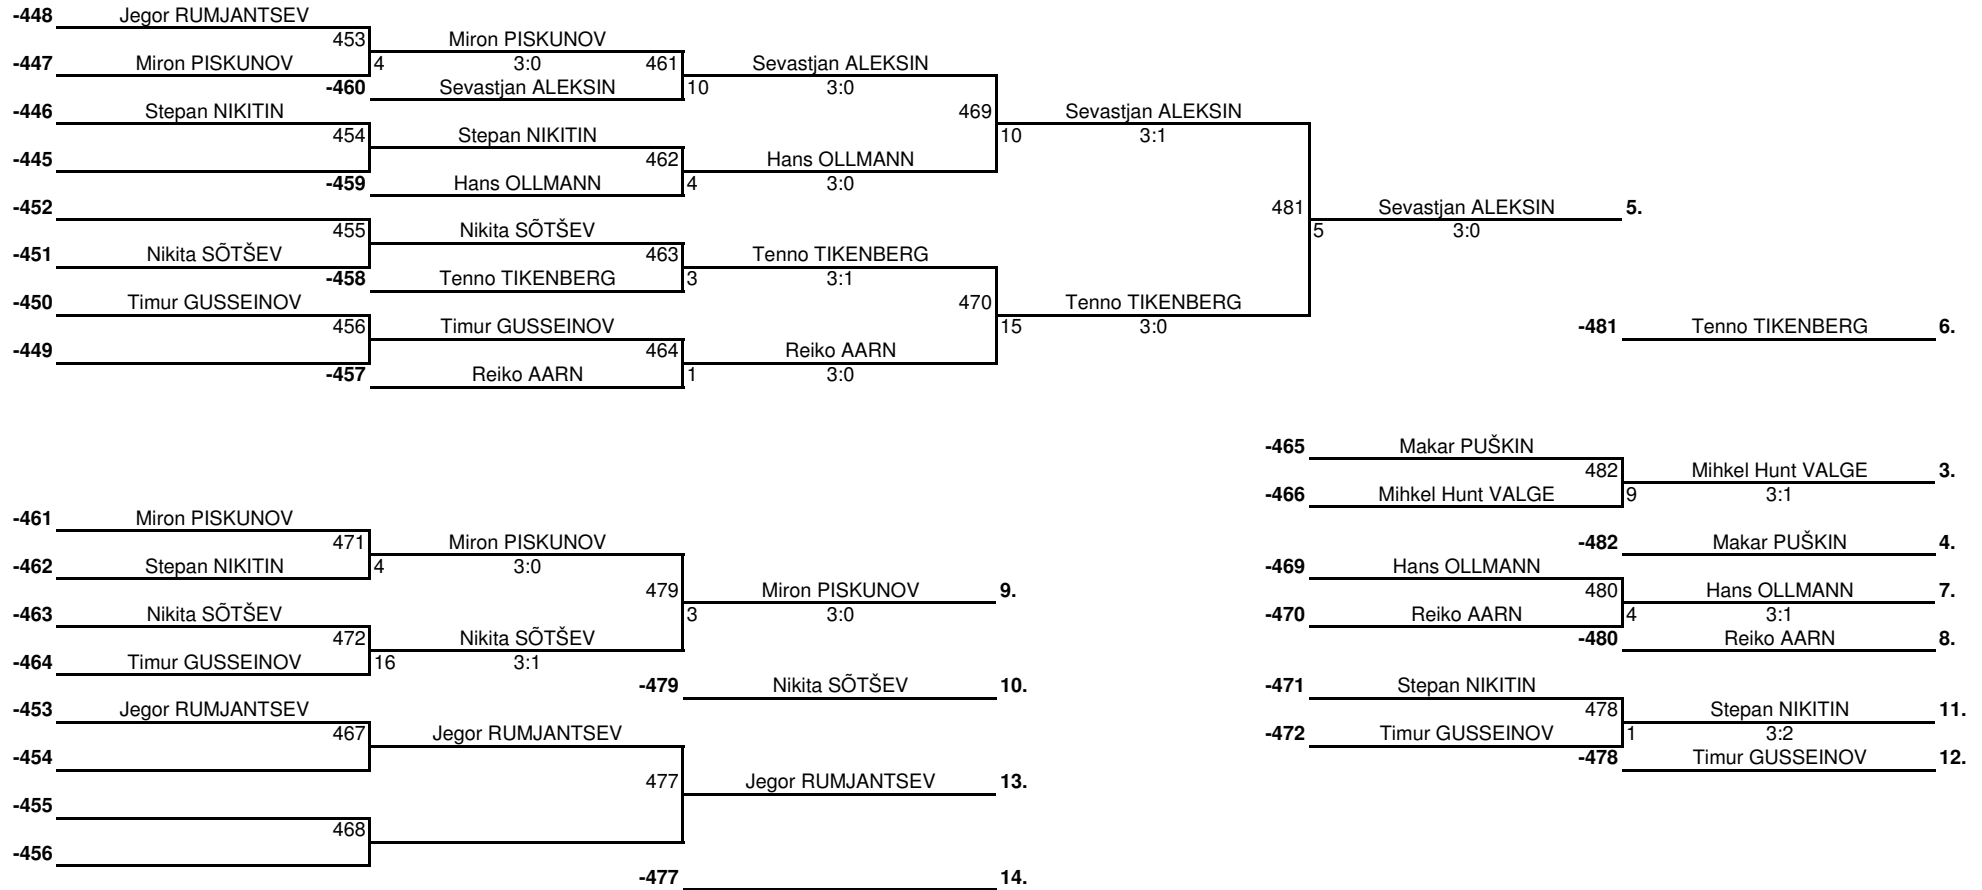 -448 Jegor RUMJANTSEV
453 Miron PISKUNOV
-447 Miron PISKUNOV 4 3:0 461 Sevastjan ALEKSIN
-460 Sevastjan ALEKSIN 10 3:0
-446 Stepan NIKITIN 469 Sevastjan ALEKSIN
454 Stepan NIKITIN 10 3:1
-445 462 Hans OLLMANN
-459 Hans OLLMANN 4 3:0
-452 481 Sevastjan ALEKSIN 5.
455 Nikita SÕTŠEV 5 3:0
-451 Nikita SÕTŠEV 463 Tenno TIKENBERG
-458 Tenno TIKENBERG 3 3:1
-450 Timur GUSSEINOV 470 Tenno TIKENBERG
456 Timur GUSSEINOV 15 3:0 -481 Tenno TIKENBERG 6.
-449 464 Reiko AARN
-457 Reiko AARN 1 3:0
-465 Makar PUŠKIN
482 Mihkel Hunt VALGE 3.
-466 Mihkel Hunt VALGE 9 3:1
-461 Miron PISKUNOV
471 Miron PISKUNOV -482 Makar PUŠKIN 4.
-462 Stepan NIKITIN 4 3:0 -469 Hans OLLMANN
479 Miron PISKUNOV 9. 480 Hans OLLMANN 7.
-463 Nikita SÕTŠEV 3 3:0 -470 Reiko AARN 4 3:1
472 Nikita SÕTŠEV -480 Reiko AARN 8.
-464 Timur GUSSEINOV 16 3:1
-479 Nikita SÕTŠEV 10. -471 Stepan NIKITIN
-453 Jegor RUMJANTSEV 478 Stepan NIKITIN 11.
467 Jegor RUMJANTSEV -472 Timur GUSSEINOV 1 3:2
-454 -478 Timur GUSSEINOV 12.
477 Jegor RUMJANTSEV 13.
-455
468
-456
-477 14.